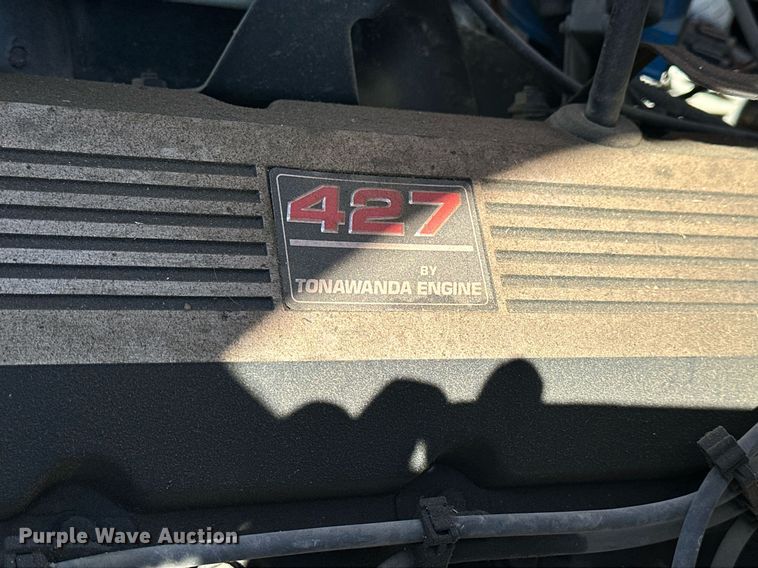 427
BY
TONAWANDA ENGINE
Purple Wave Auction